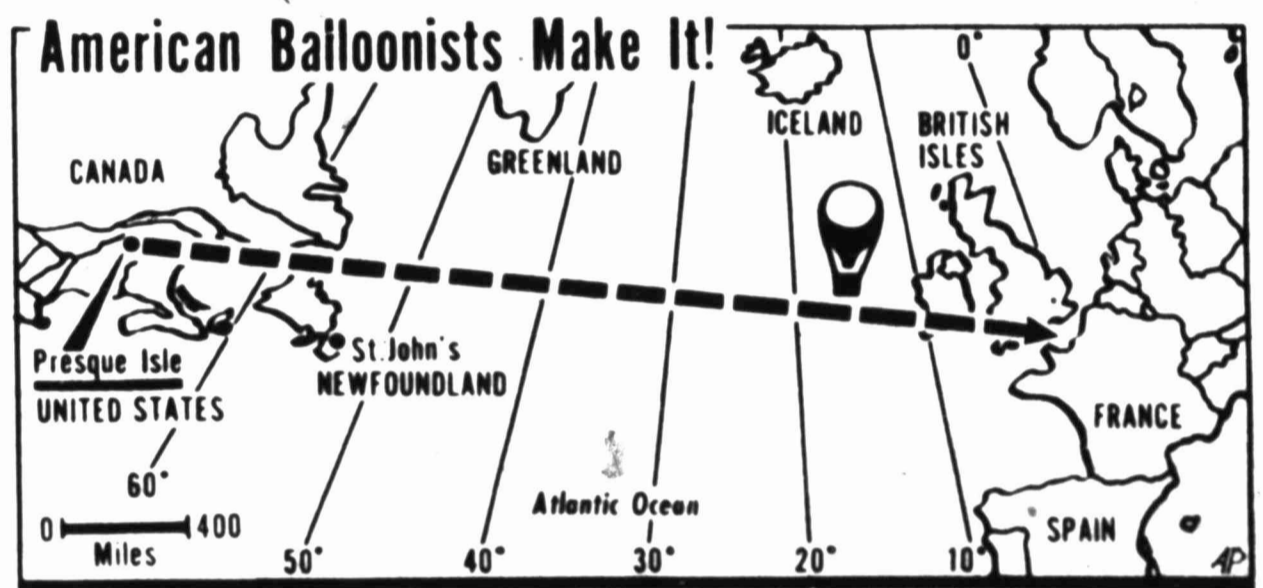 American Balloonists Make It!
0°
ICELAND
BRITISH
ISLES
GREENLAND
CANADA
St. John's
NEWFOUNDLAND
Presque Isle
UNITED STATES
FRANCE
60°
0 400
Miles
Atlantic Ocean
SPAIN
50° 40° 30° 20° 10°
AP